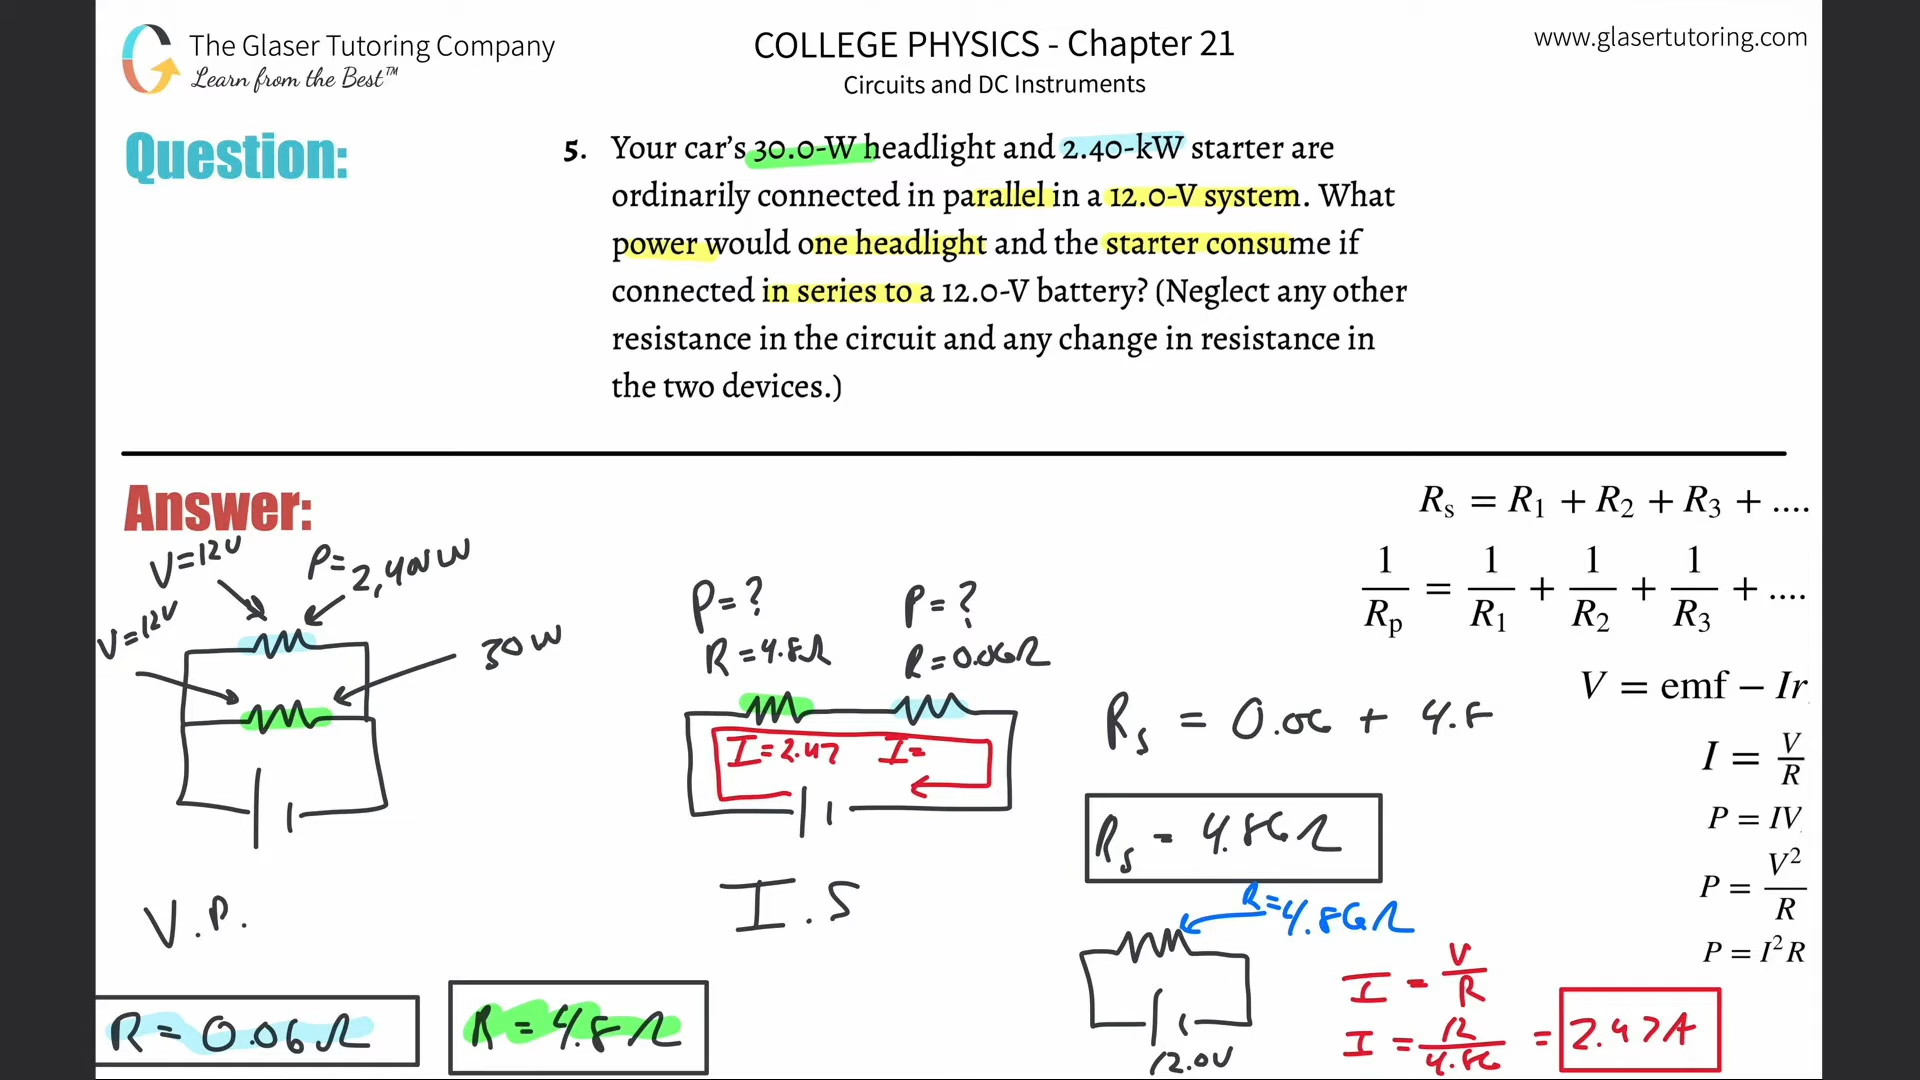 The Glaser Tutoring Company
Learn from the Best™
COLLEGE PHYSICS - Chapter 21
Circuits and DC Instruments
www.glasertutoring.com
Question:
5. Your car's 30.0-W headlight and 2.40-kW starter are
ordinarily connected in parallel in a 12.0-V system. What
power would one headlight and the starter consume if
connected in series to a 12.0-V battery? (Neglect any other
resistance in the circuit and any change in resistance in
the two devices.)
Answer:
V=12V
P=
2,400W
V=12V
30W
V.P.
R=0.06Ω
R=4.8Ω
P=?
R=4.8Ω
P=?
R=0.06Ω
I=2.47
I=
I.S
Rs = 0.06 + 4.8
Rs = 4.86Ω
R=4.86Ω
12.0V
I = V/R
I = 12/4.86 = 2.47A
Rs = R1 + R2 + R3 + ....
1/Rp = 1/R1 + 1/R2 + 1/R3 + ....
V = emf − Ir
I = V/R
P = IV
P = V²/R
P = I²R